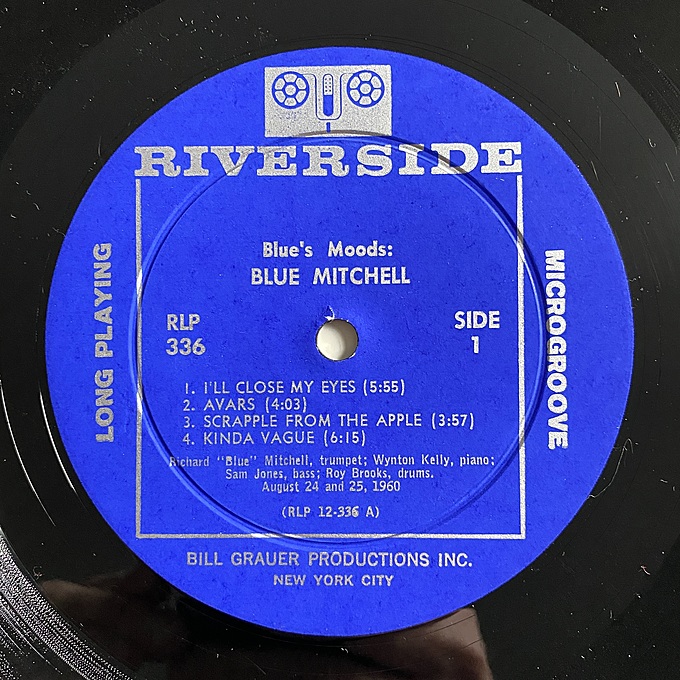 RIVERSIDE
Blue's Moods:
BLUE MITCHELL
LONG PLAYING
MICROGROOVE
RLP
336
SIDE
1
1. I'LL CLOSE MY EYES (5:55)
2. AVARS (4:03)
3. SCRAPPLE FROM THE APPLE (3:57)
4. KINDA VAGUE (6:15)
Richard "Blue" Mitchell, trumpet; Wynton Kelly, piano;
Sam Jones, bass; Roy Brooks, drums.
August 24 and 25, 1960
(RLP 12-336 A)
BILL GRAUER PRODUCTIONS INC.
NEW YORK CITY